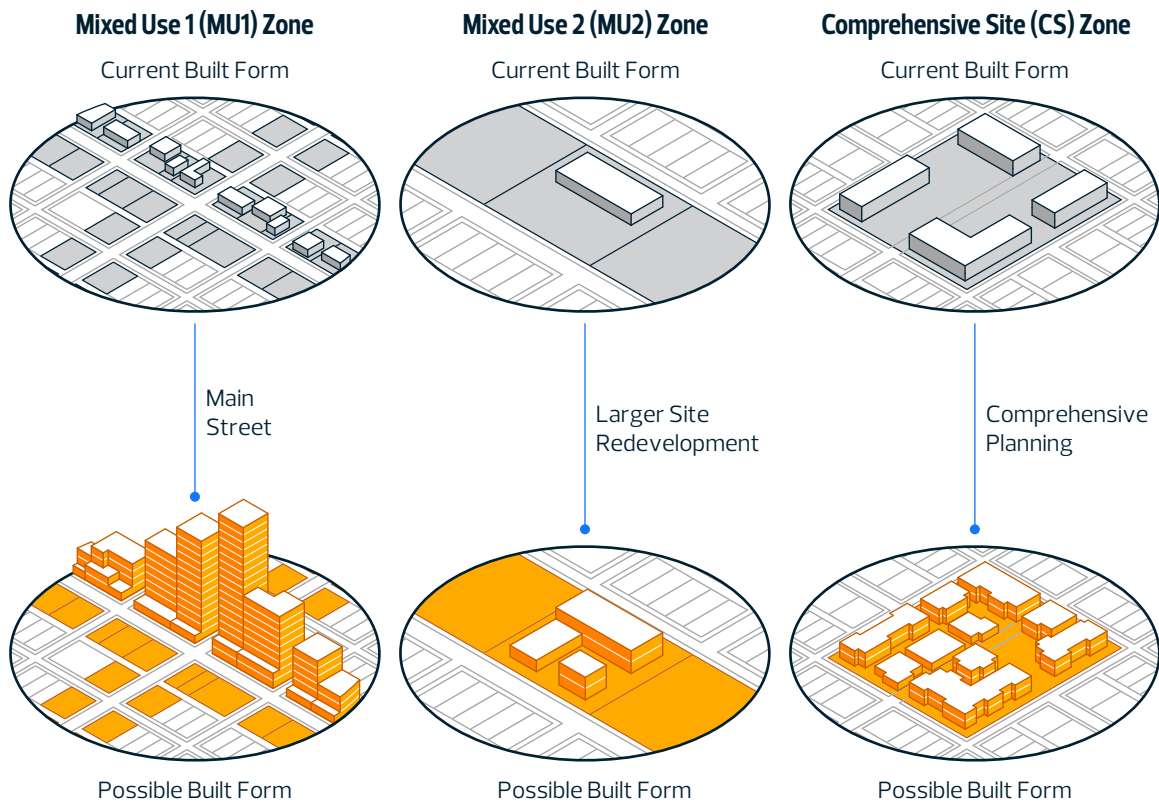 Mixed Use 1 (MU1) Zone
Current Built Form
Main
Street
Possible Built Form
Mixed Use 2 (MU2) Zone
Current Built Form
Larger Site
Redevelopment
Possible Built Form
Comprehensive Site (CS) Zone
Current Built Form
Comprehensive
Planning
Possible Built Form